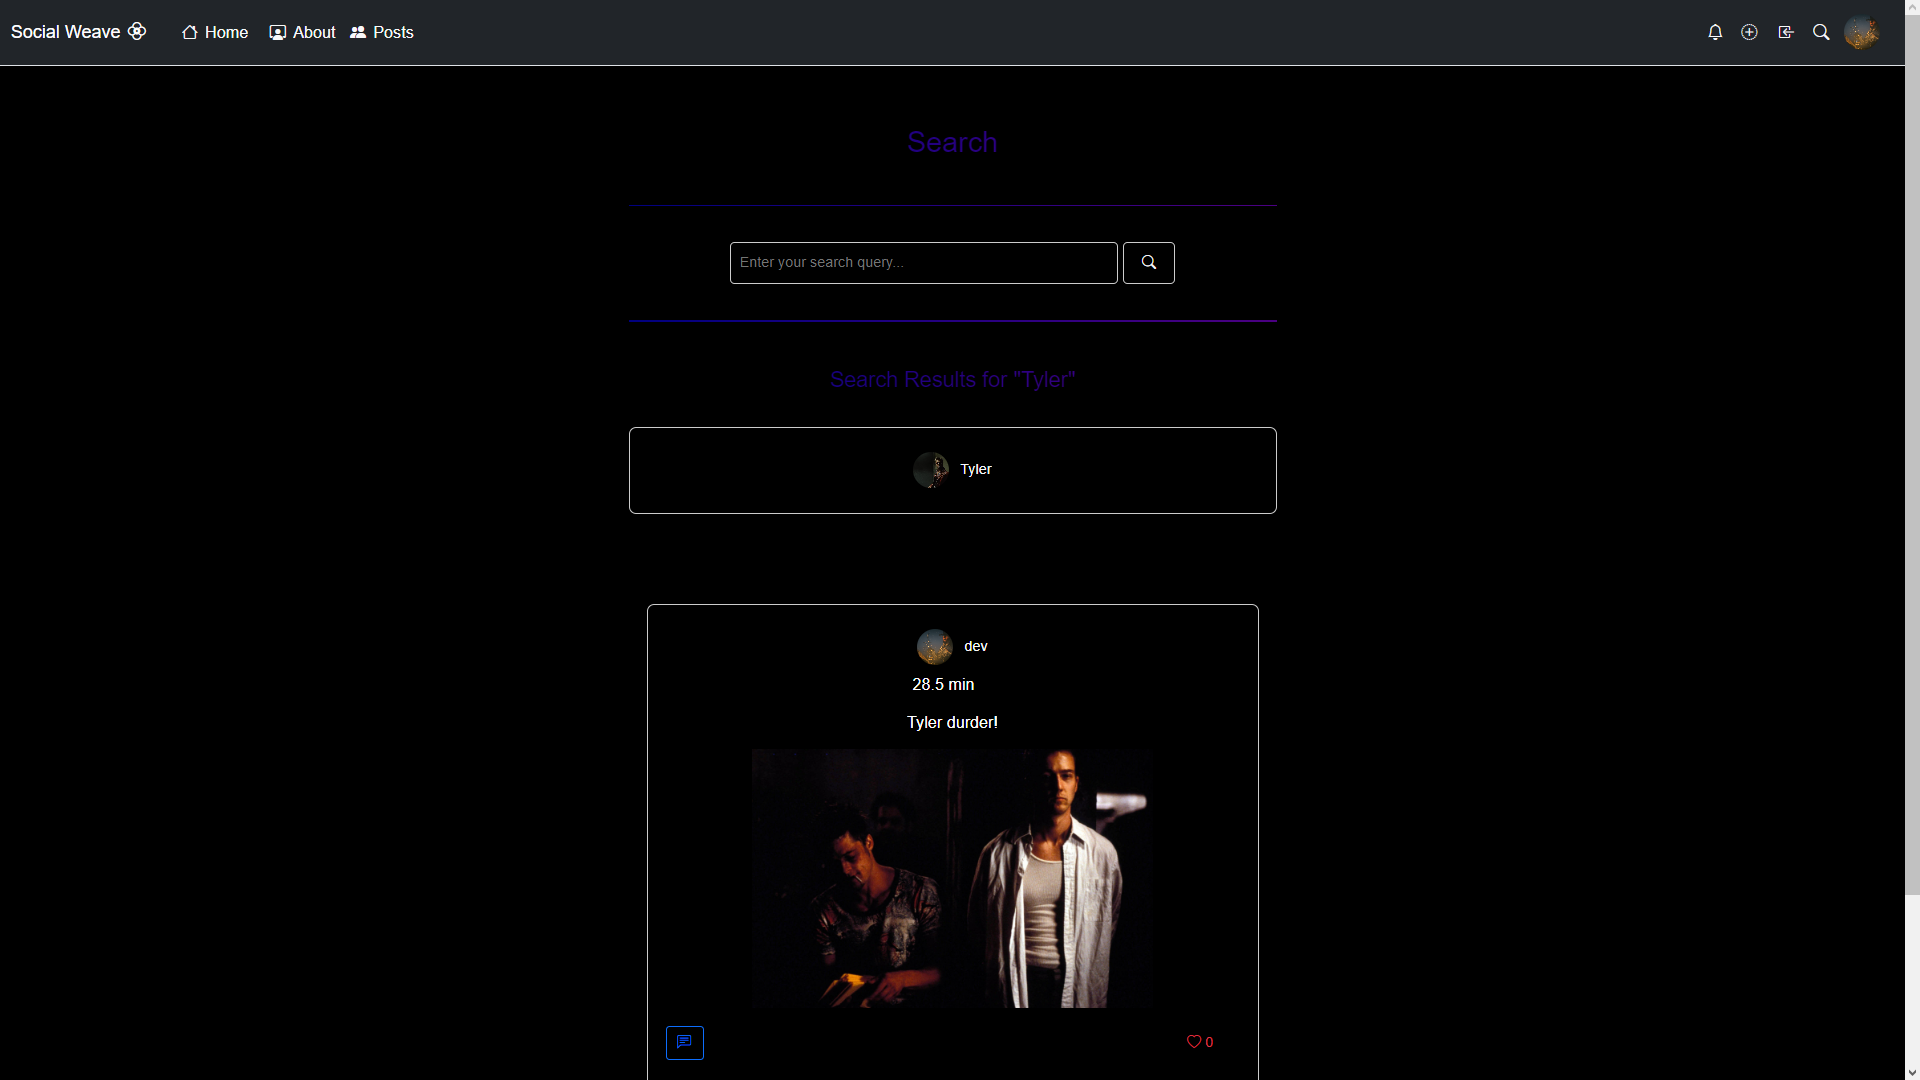 Social Weave
Home
About
Posts
Search
Enter your search query...
Search Results for "Tyler"
Tyler
dev
28.5 min
Tyler durder!
0